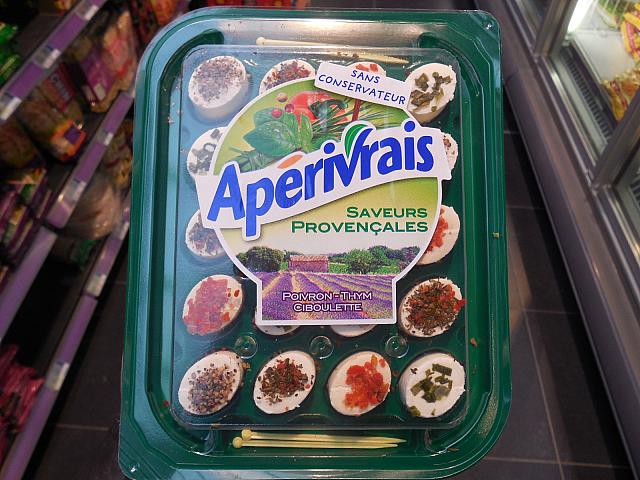 SANS
CONSERVATEUR
Aperivrais
SAVEURS
PROVENÇALES
POIVRON - THYM
CIBOULETTE